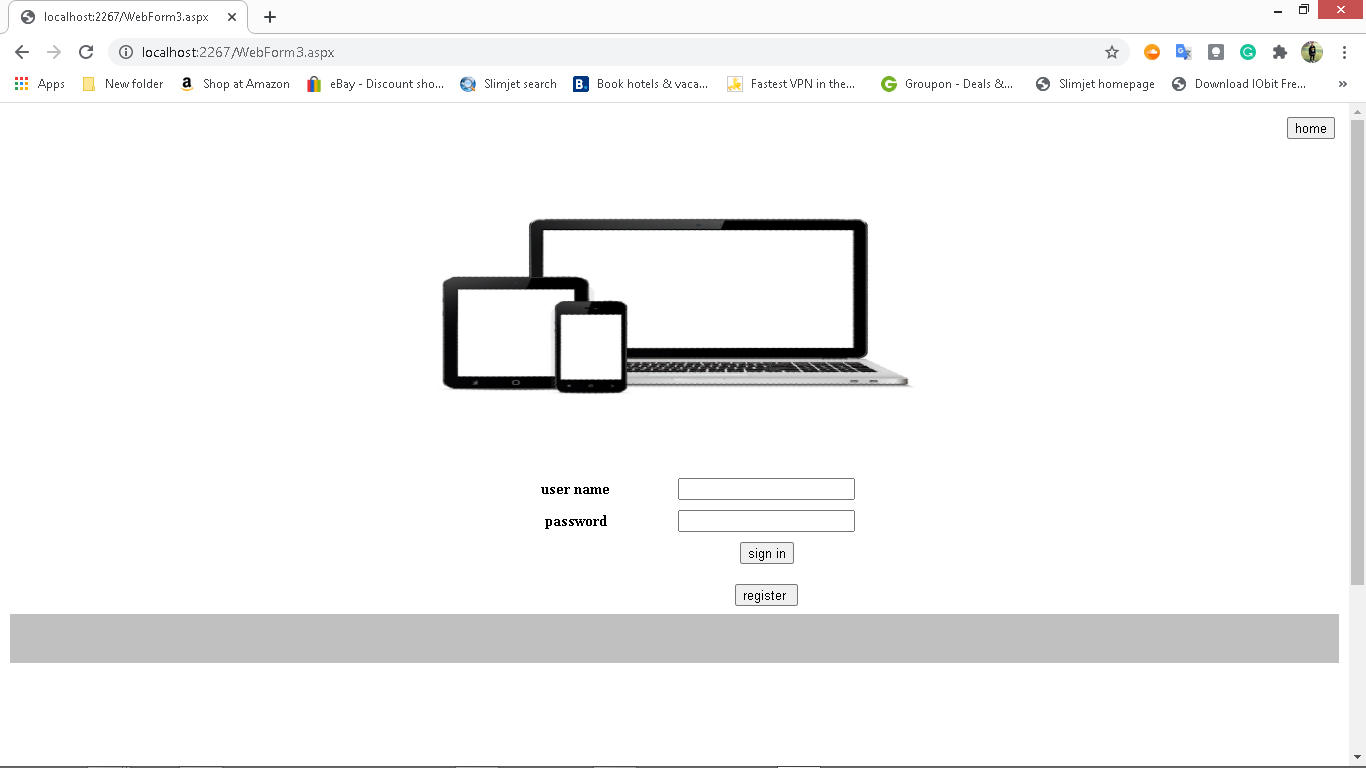 localhost:2267/WebForm3.aspx
localhost:2267/WebForm3.aspx
Apps New folder Shop at Amazon eBay - Discount sho... Slimjet search Book hotels & vaca... Fastest VPN in the... Groupon - Deals &... Slimjet homepage Download IObit Fre... »
home
user name
password
sign in
register